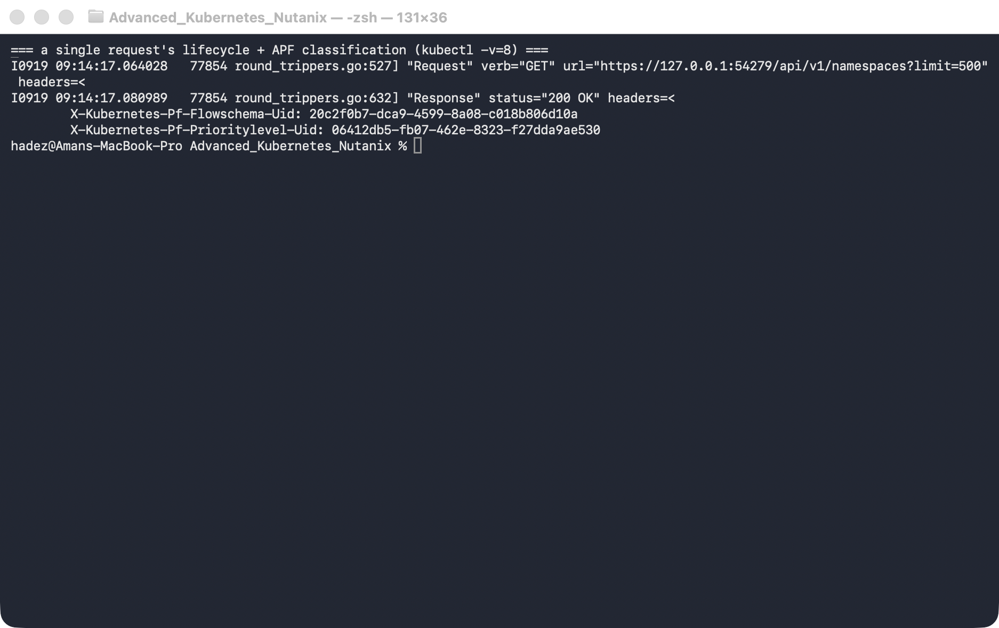 Advanced_Kubernetes_Nutanix — -zsh — 131×36
=== a single request's lifecycle + APF classification (kubectl -v=8) ===
I0919 09:14:17.064028   77854 round_trippers.go:527] "Request" verb="GET" url="https://127.0.0.1:54279/api/v1/namespaces?limit=500"
 headers=<
I0919 09:14:17.080989   77854 round_trippers.go:632] "Response" status="200 OK" headers=<
        X-Kubernetes-Pf-Flowschema-Uid: 20c2f0b7-dca9-4599-8a08-c018b806d10a
        X-Kubernetes-Pf-Prioritylevel-Uid: 06412db5-fb07-462e-8323-f27dda9ae530
hadez@Amans-MacBook-Pro Advanced_Kubernetes_Nutanix %